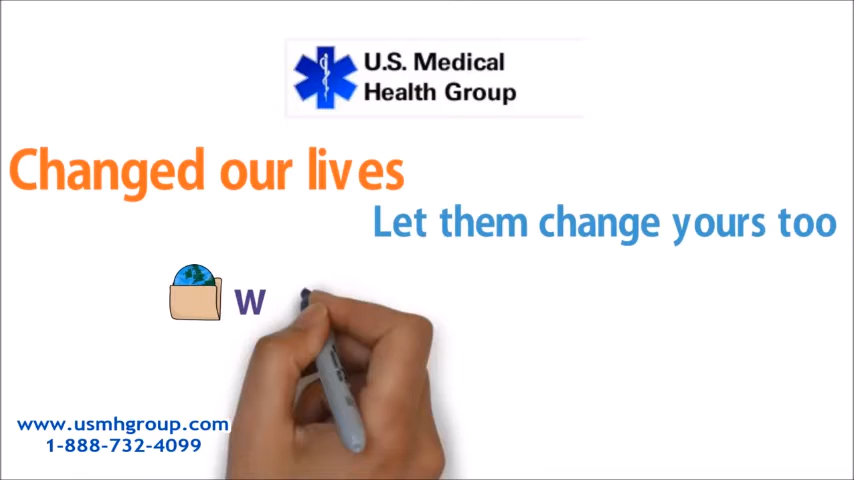 U.S. Medical
Health Group
Changed our lives
Let them change yours too
w
www.usmhgroup.com
1-888-732-4099